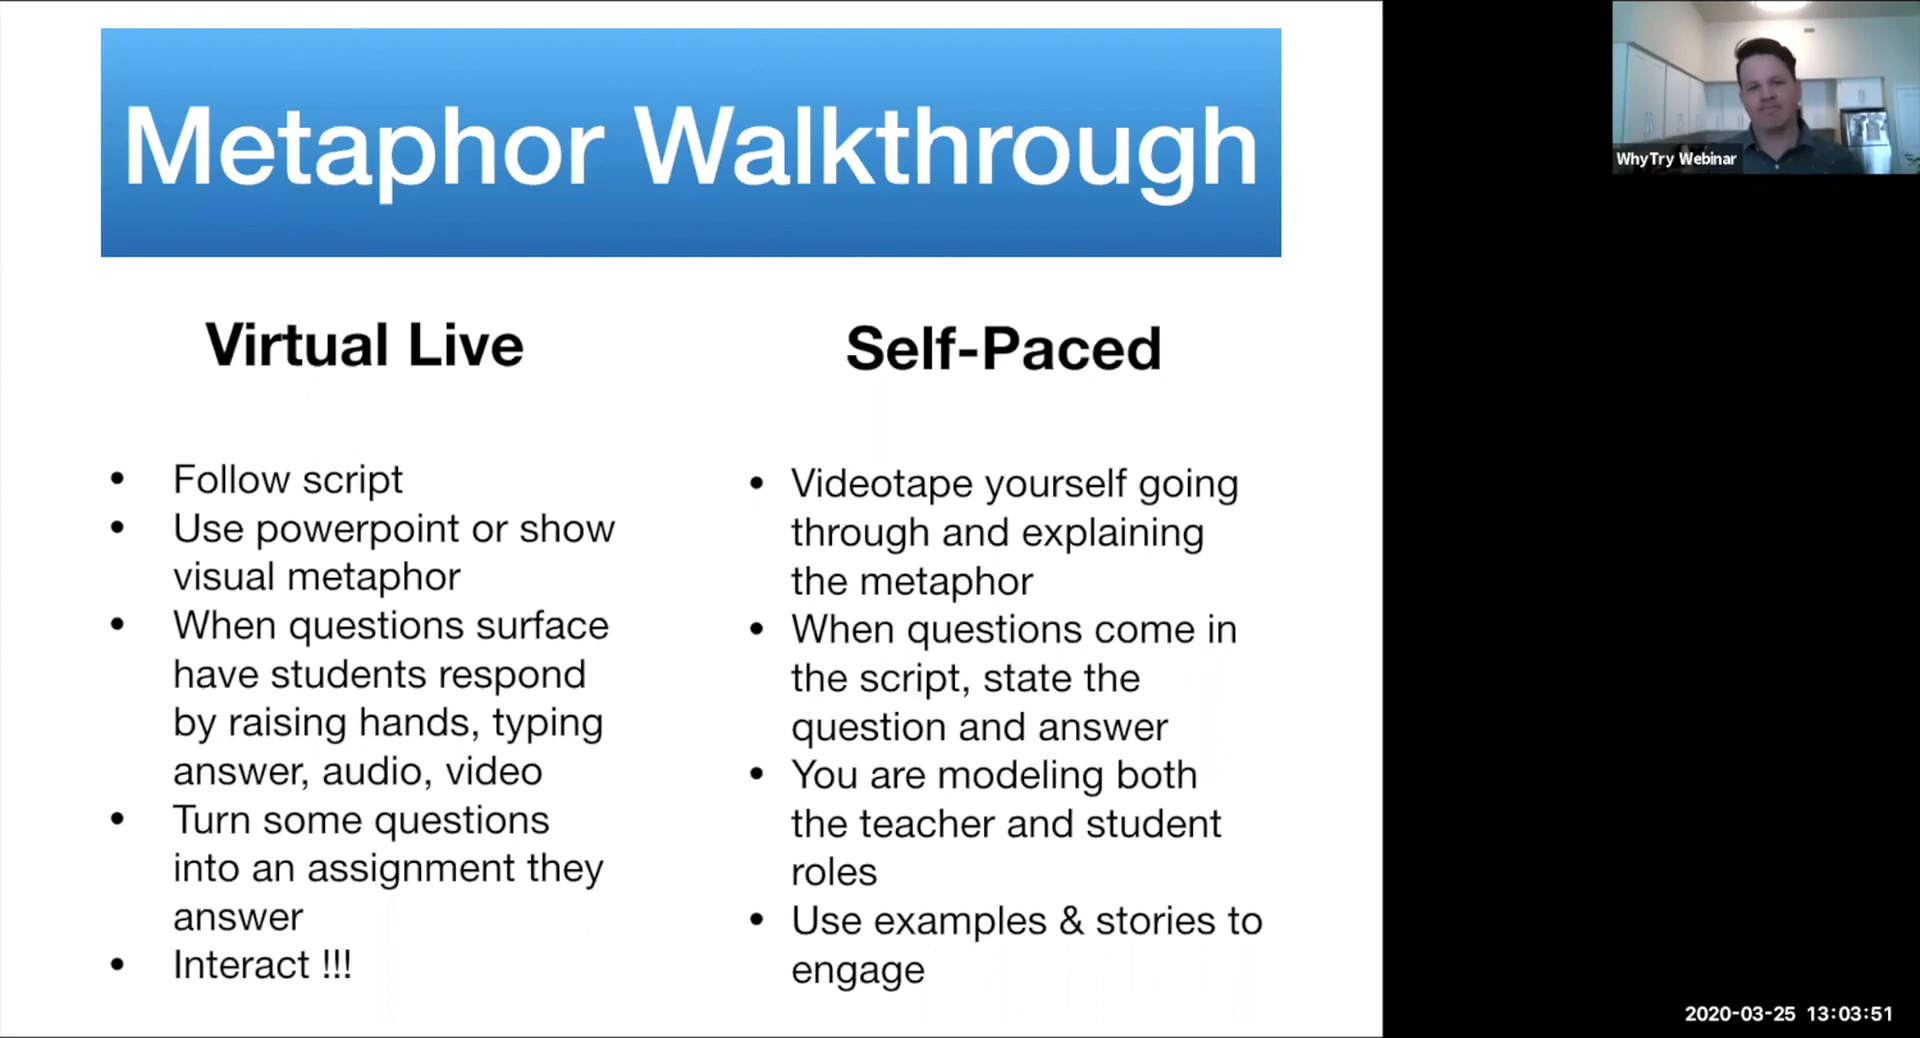 Metaphor Walkthrough
Virtual Live
• Follow script
• Use powerpoint or show
visual metaphor
• When questions surface
have students respond
by raising hands, typing
answer, audio, video
• Turn some questions
into an assignment they
answer
• Interact !!!
Self-Paced
• Videotape yourself going
through and explaining
the metaphor
• When questions come in
the script, state the
question and answer
• You are modeling both
the teacher and student
roles
• Use examples & stories to
engage
WhyTry Webinar
2020-03-25 13:03:51